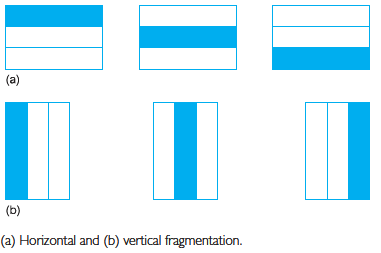 (a)
(b)
(a) Horizontal and (b) vertical fragmentation.